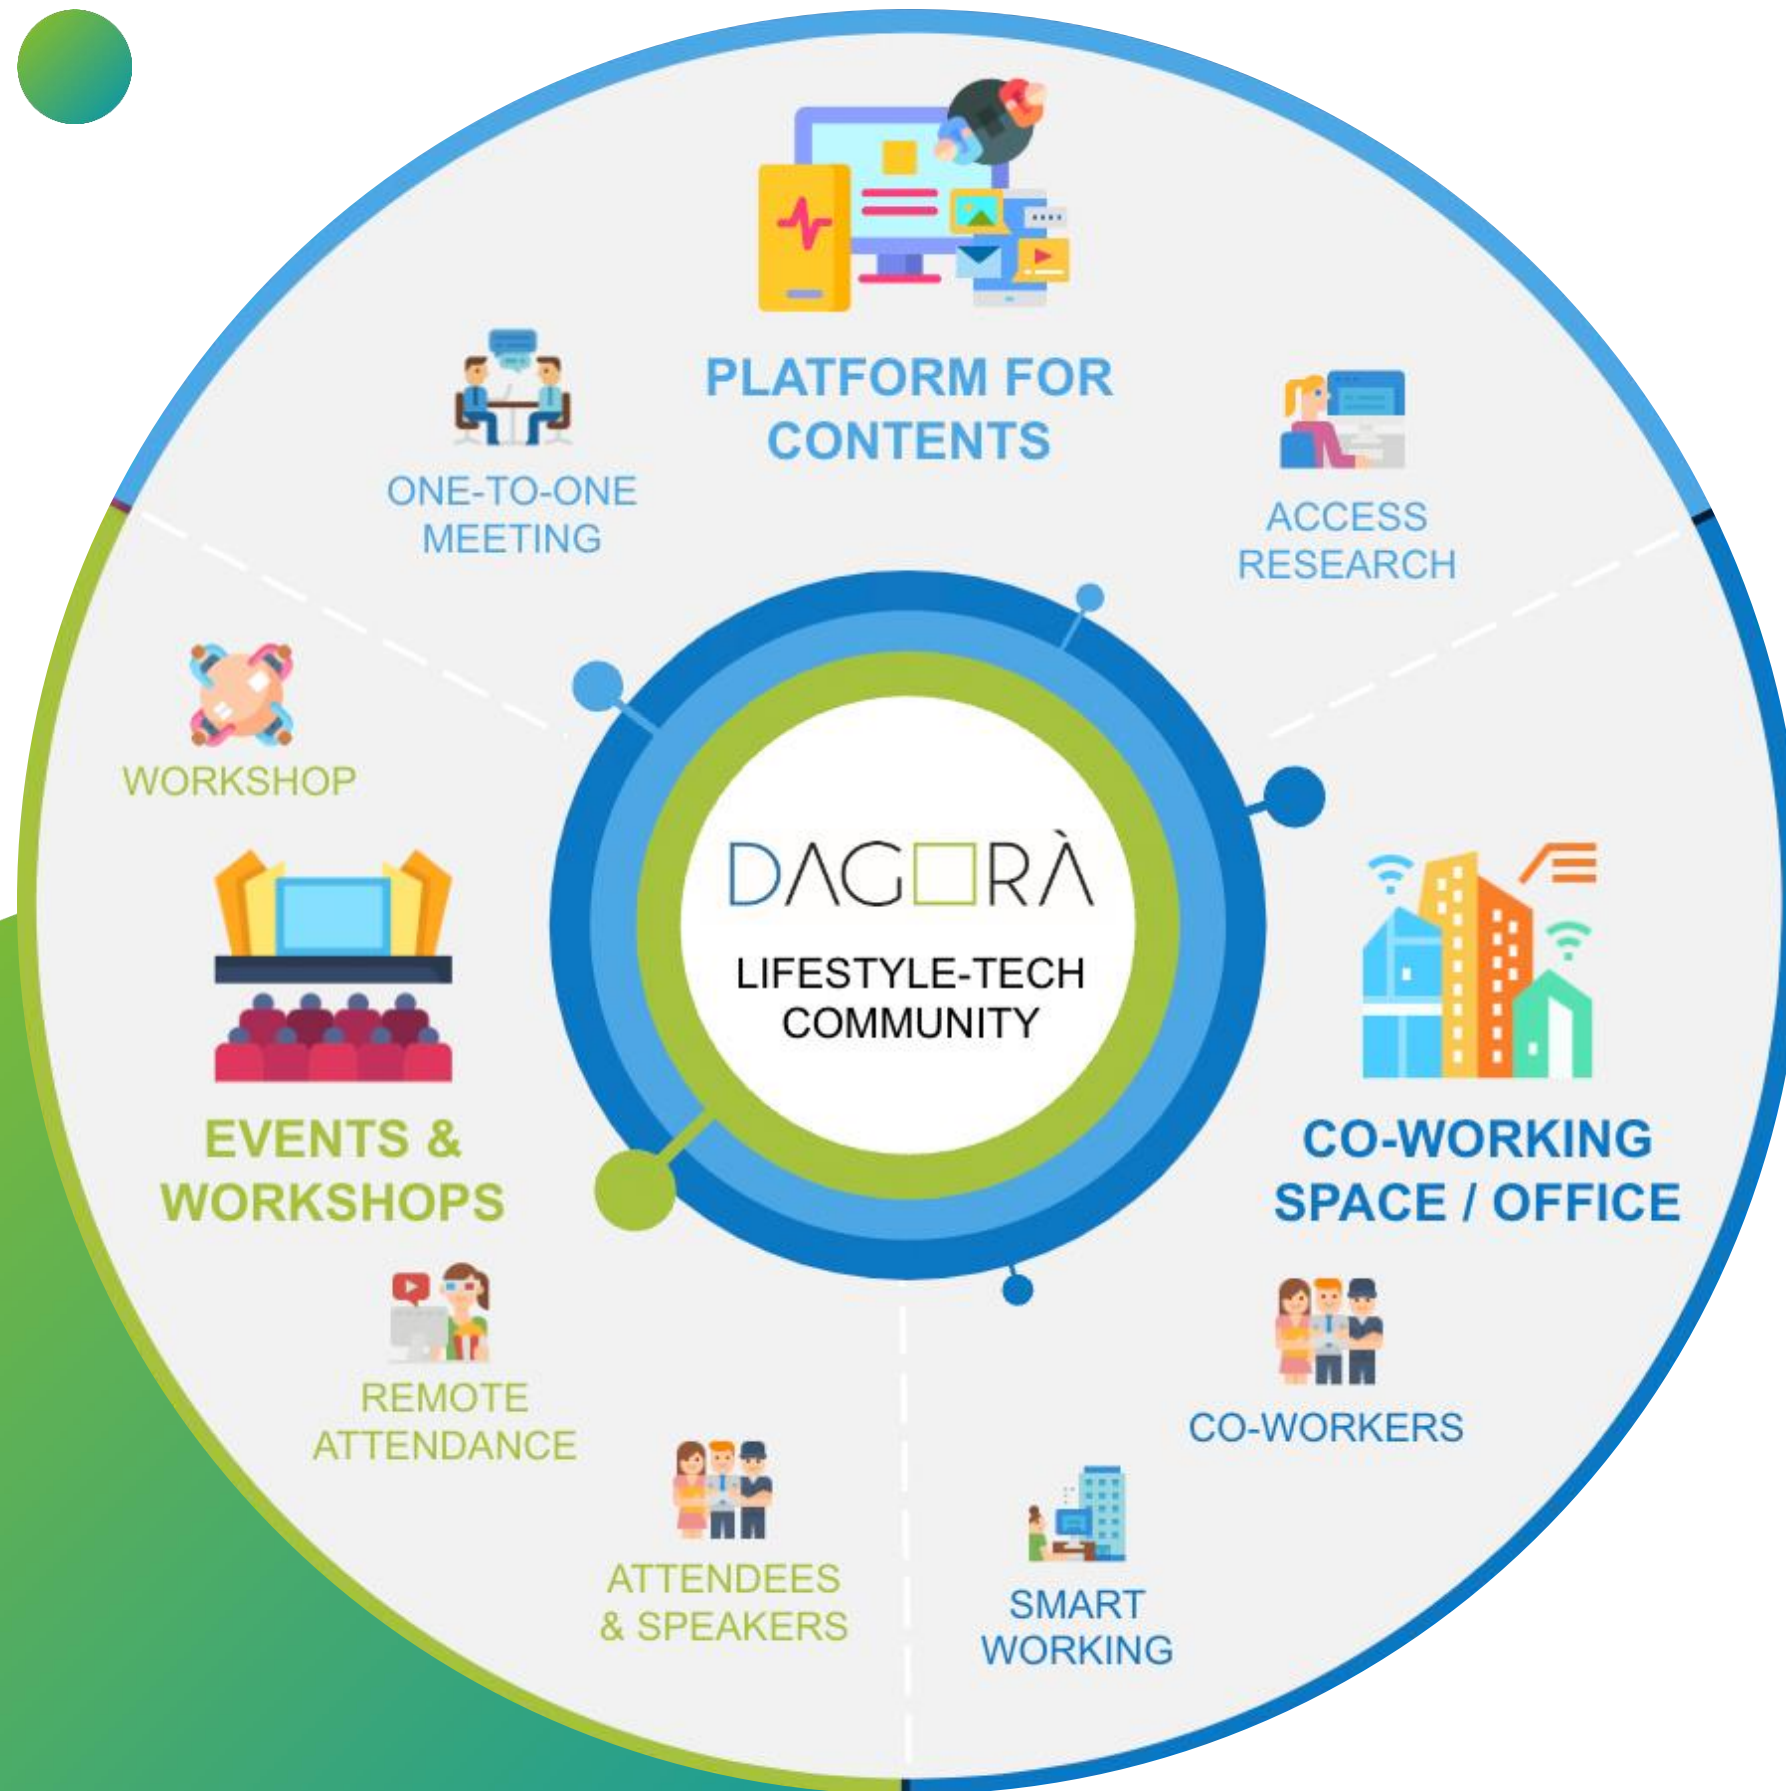 PLATFORM FOR
CONTENTS
ONE-TO-ONE
MEETING
ACCESS
RESEARCH
WORKSHOP
DAGORÀ
LIFESTYLE-TECH
COMMUNITY
EVENTS &
WORKSHOPS
CO-WORKING
SPACE / OFFICE
REMOTE
ATTENDANCE
CO-WORKERS
ATTENDEES
& SPEAKERS
SMART
WORKING